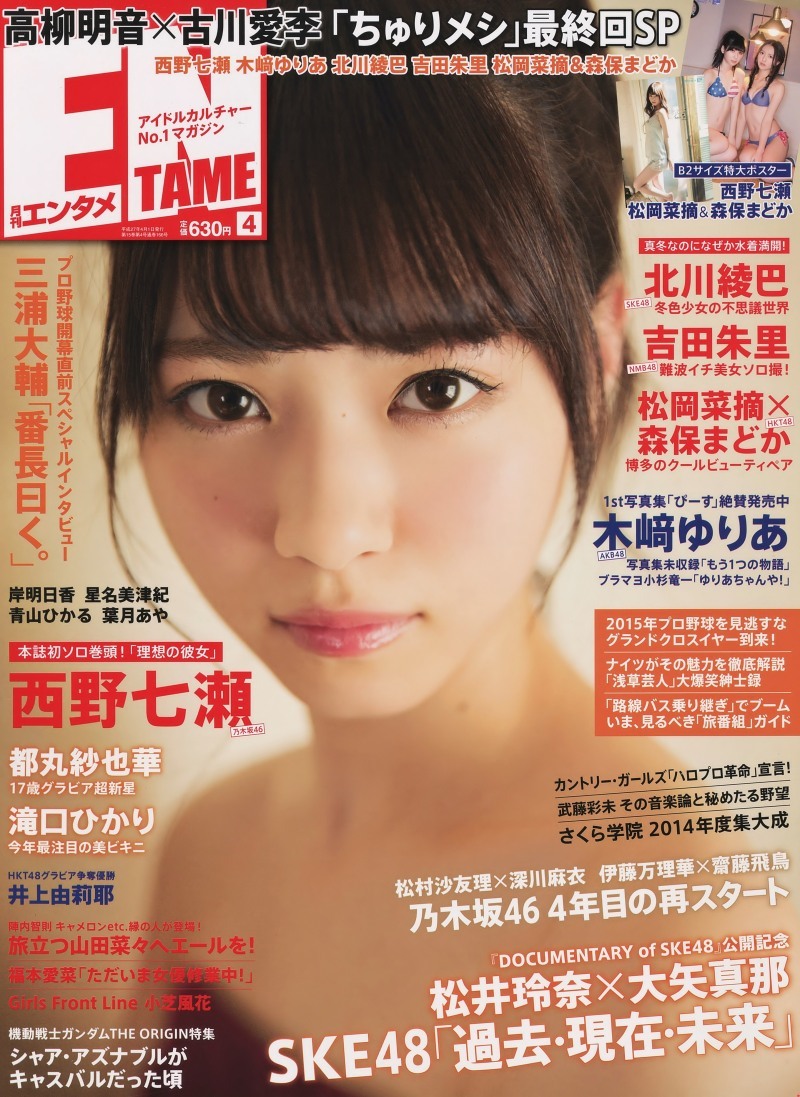 高柳明音×古川愛李「ちゅりメシ」最終回SP
西野七瀬 木﨑ゆりあ 北川綾巴 吉田朱里 松岡菜摘&森保まどか
EN
TAME
アイドルカルチャー
No.1マガジン
月刊エンタメ
定価630円 4
平成27年4月1日発行
B2サイズ特大ポスター
西野七瀬
松岡菜摘&森保まどか
真冬なのになぜか水着満開!
北川綾巴
SKE48 冬色少女の不思議世界
吉田朱里
NMB48 難波イチ美女ソロ撮!
松岡菜摘×
HKT48
森保まどか
博多のクールビューティペア
1st写真集「ぴーす」絶賛発売中
木﨑ゆりあ
AKB48
写真集未収録「もう1つの物語」
ブラマヨ小杉竜一「ゆりあちゃんや!」
2015年プロ野球を見逃すな
グランドクロスイヤー到来!
ナイツがその魅力を徹底解説
「浅草芸人」大爆笑紳士録
「路線バス乗り継ぎ」でブーム
いま、見るべき「旅番組」ガイド
カントリー・ガールズ「ハロプロ革命」宣言!
武藤彩未 その音楽論と秘めたる野望
さくら学院 2014年度集大成
松村沙友理×深川麻衣 伊藤万理華×齋藤飛鳥
乃木坂46 4年目の再スタート
『DOCUMENTARY of SKE48』公開記念
松井玲奈×大矢真那
SKE48「過去・現在・未来」
プロ野球開幕直前スペシャルインタビュー
三浦大輔「番長曰く。」
岸明日香 星名美津紀
青山ひかる 葉月あや
本誌初ソロ巻頭!「理想の彼女」
西野七瀬
乃木坂46
都丸紗也華
17歳グラビア超新星
滝口ひかり
今年最注目の美ビキニ
HKT48グラビア争奪優勝
井上由莉耶
陣内智則 キャメロンetc.縁の人が登場!
旅立つ山田菜々へエールを!
福本愛菜「ただいま女優修業中!」
Girls Front Line 小芝風花
機動戦士ガンダムTHE ORIGIN特集
シャア・アズナブルが
キャスバルだった頃